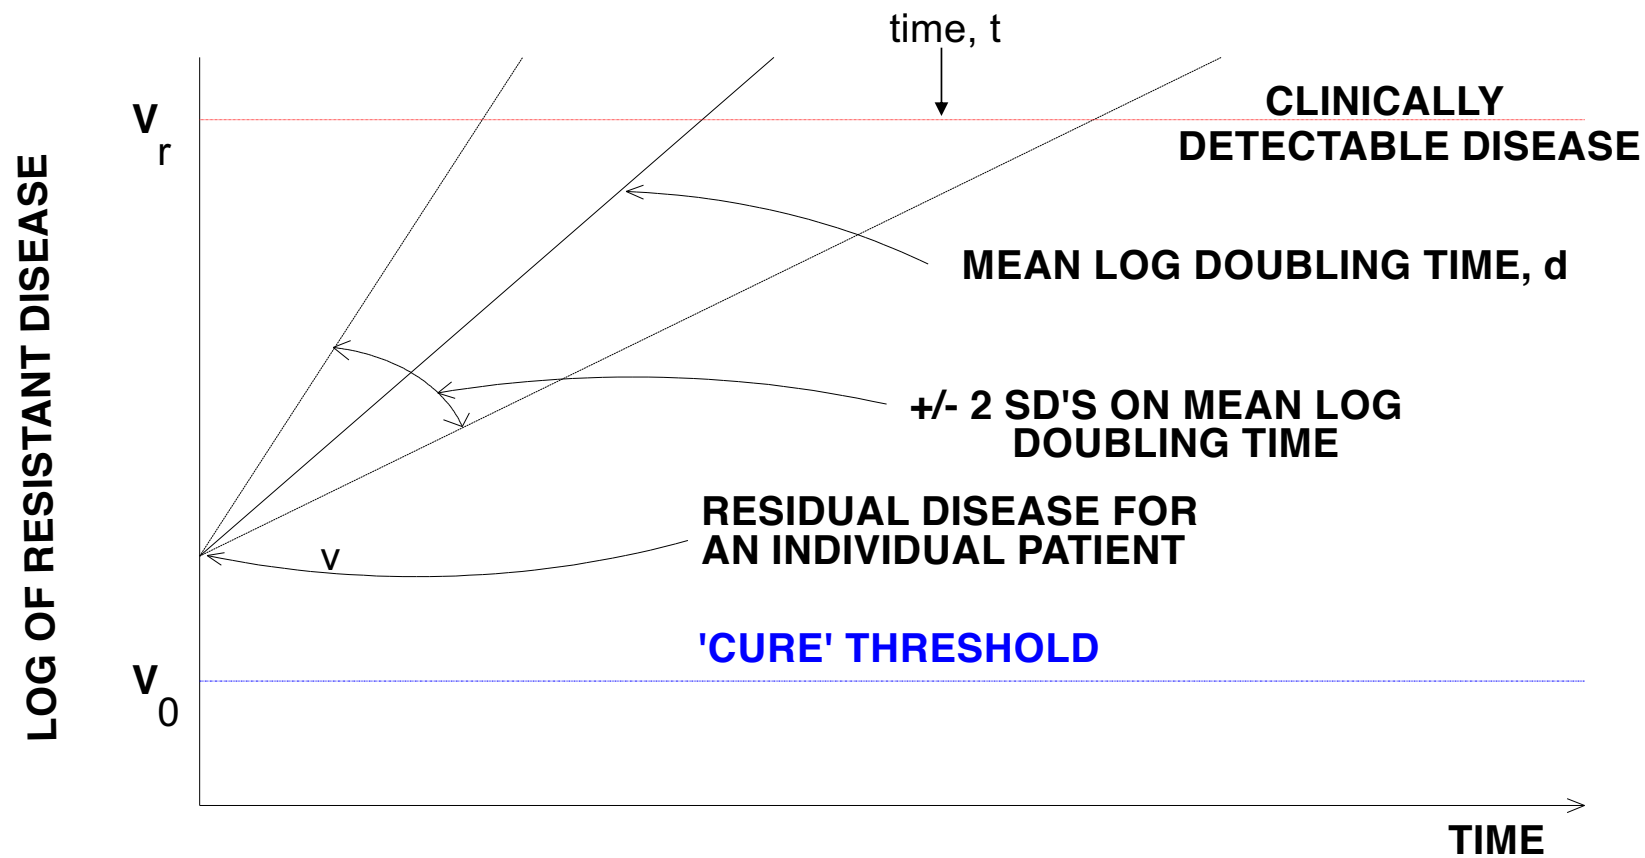 time, t
CLINICALLY
DETECTABLE DISEASE
V
r
LOG OF RESISTANT DISEASE
MEAN LOG DOUBLING TIME, d
+/- 2 SD'S ON MEAN LOG
DOUBLING TIME
RESIDUAL DISEASE FOR
AN INDIVIDUAL PATIENT
v
'CURE' THRESHOLD
V
0
TIME